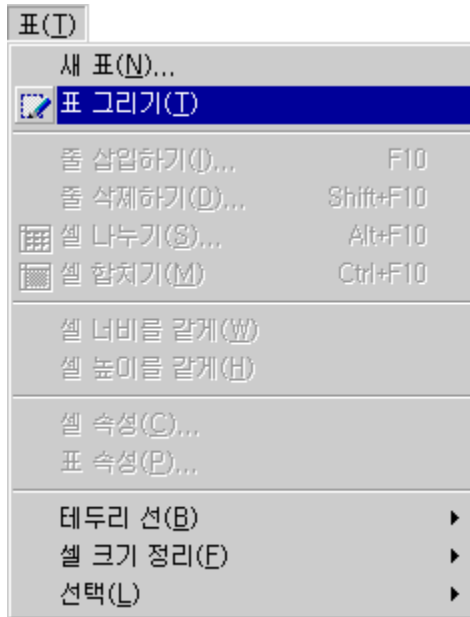 표(T)
새 표(N)...
표 그리기(T)
줄 삽입하기(I)... F10
줄 삭제하기(D)... Shift+F10
셀 나누기(S)... Alt+F10
셀 합치기(M) Ctrl+F10
셀 너비를 같게(W)
셀 높이를 같게(H)
셀 속성(C)...
표 속성(P)...
테두리 선(B)
셀 크기 정리(F)
선택(L)